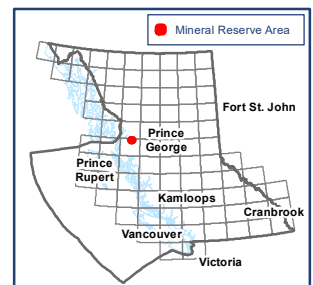 Mineral Reserve Area
Fort St. John
Prince
George
Prince
Rupert
Kamloops
Cranbrook
Vancouver
Victoria